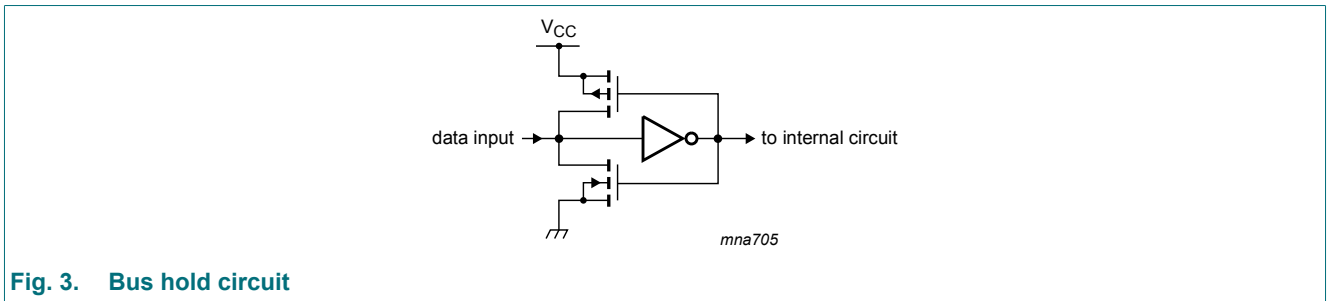 VCC
data input
to internal circuit
mna705
Fig. 3. Bus hold circuit